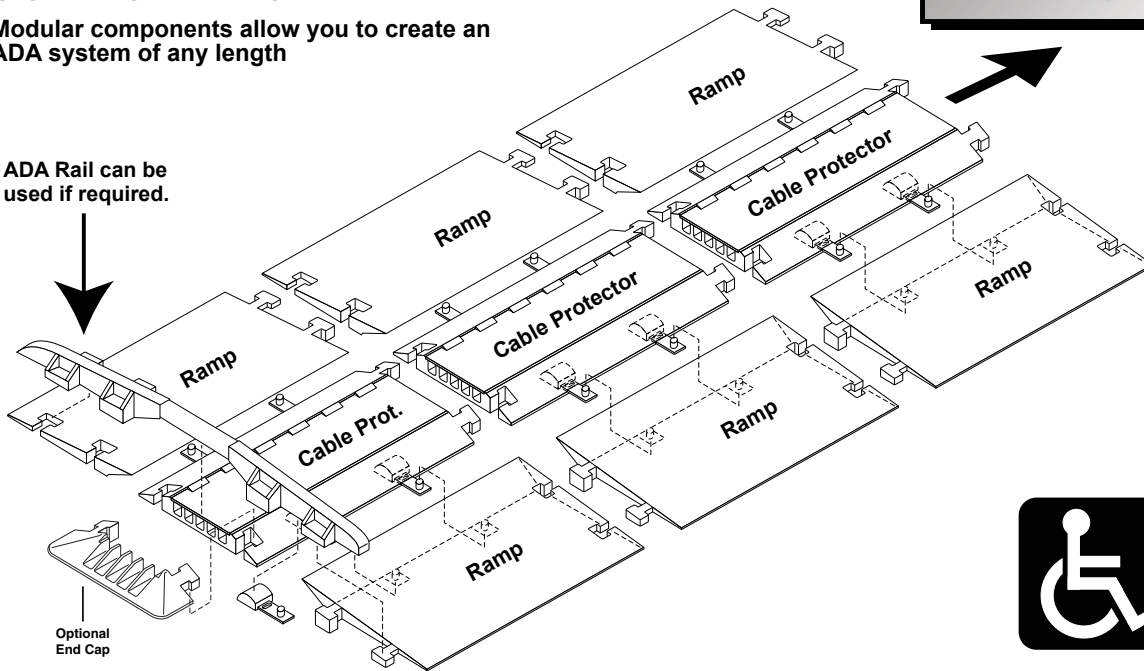 Modular components allow you to create an
ADA system of any length
ADA Rail can be
used if required.
Ramp
Cable Protector
Ramp
Ramp
Cable Protector
Ramp
Ramp
Cable Prot.
Ramp
Optional
End Cap